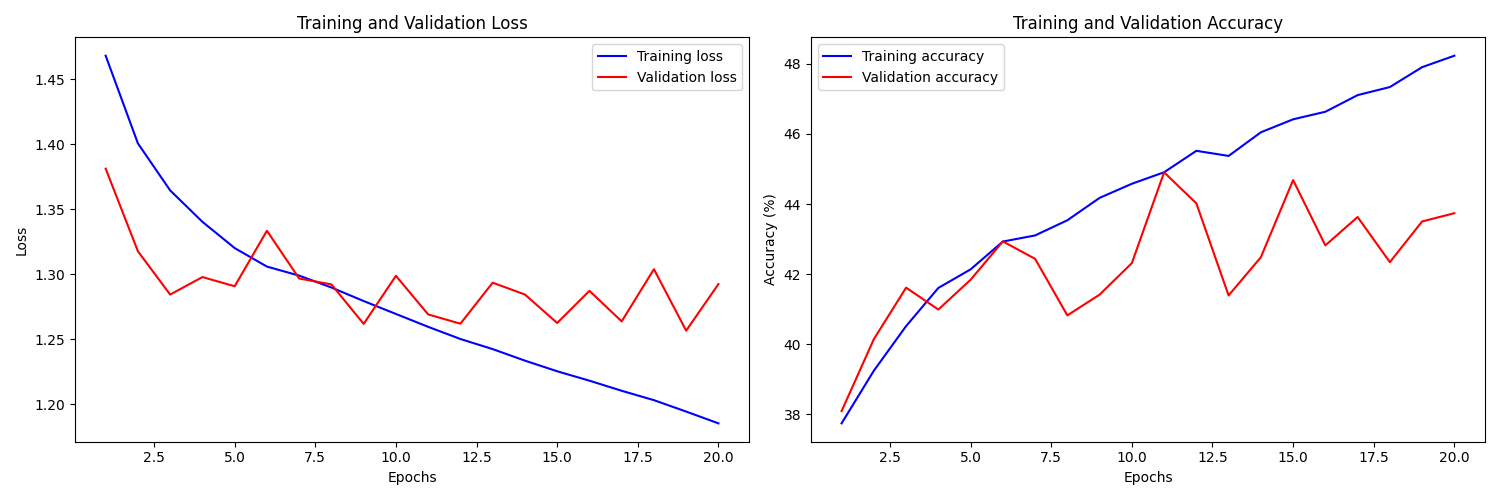 Training and Validation Loss
Training loss
Validation loss
1.45
1.40
1.35
1.30
1.25
1.20
Loss
2.5 5.0 7.5 10.0 12.5 15.0 17.5 20.0
Epochs
Training and Validation Accuracy
Training accuracy
Validation accuracy
48
46
44
42
40
38
Accuracy (%)
2.5 5.0 7.5 10.0 12.5 15.0 17.5 20.0
Epochs